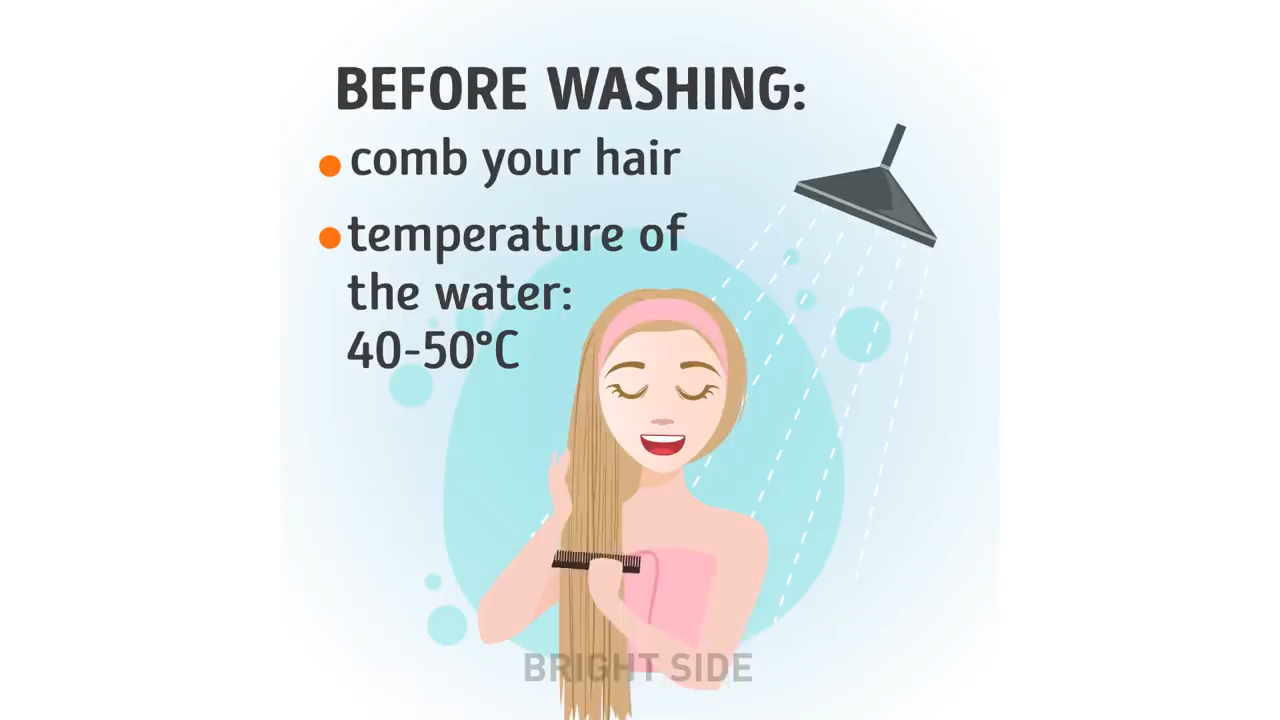 BEFORE WASHING:
comb your hair
temperature of
the water:
40-50°C
BRIGHT SIDE